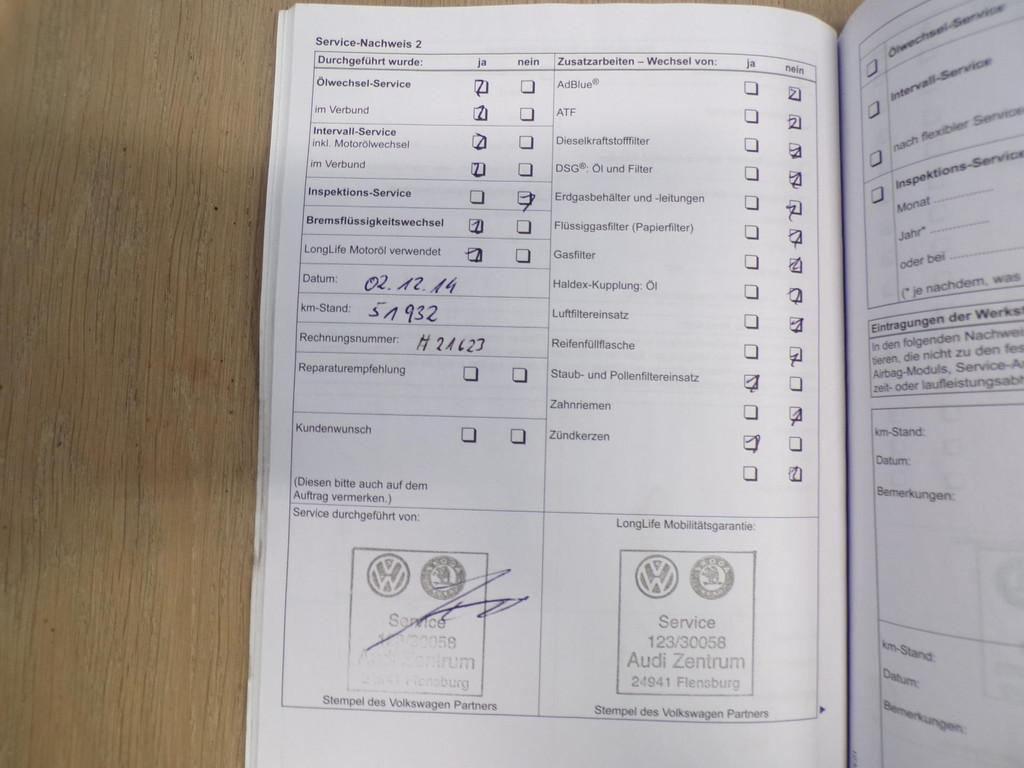 Service-Nachweis 2
Durchgeführt wurde: ja nein
Ölwechsel-Service
im Verbund
Intervall-Service
inkl. Motorölwechsel
im Verbund
Inspektions-Service
Bremsflüssigkeitswechsel
LongLife Motoröl verwendet
Datum: 02.12.14
km-Stand: 51932
Rechnungsnummer: H 21623
Reparaturempfehlung
Kundenwunsch
(Diesen bitte auch auf dem
Auftrag vermerken.)
Zusatzarbeiten – Wechsel von: ja nein
AdBlue®
ATF
Dieselkraftstofffilter
DSG®: Öl und Filter
Erdgasbehälter und -leitungen
Flüssiggasfilter (Papierfilter)
Gasfilter
Haldex-Kupplung: Öl
Luftfiltereinsatz
Reifenfüllflasche
Staub- und Pollenfiltereinsatz
Zahnriemen
Zündkerzen
Service durchgeführt von:
Service
123/30058
Audi Zentrum
24941 Flensburg
Stempel des Volkswagen Partners
LongLife Mobilitätsgarantie:
Service
123/30058
Audi Zentrum
24941 Flensburg
Stempel des Volkswagen Partners
Ölwechsel-Service
Intervall-Service
nach flexibler Service
Inspektions-Service
Monat
Jahr*
oder bei
(* je nachdem, was
Eintragungen der Werkst
In den folgenden Nachwei
tieren, die nicht zu den fes
Airbag-Moduls, Service-A
zeit- oder laufleistungsabh
km-Stand:
Datum:
Bemerkungen:
km-Stand:
Datum:
Bemerkungen: